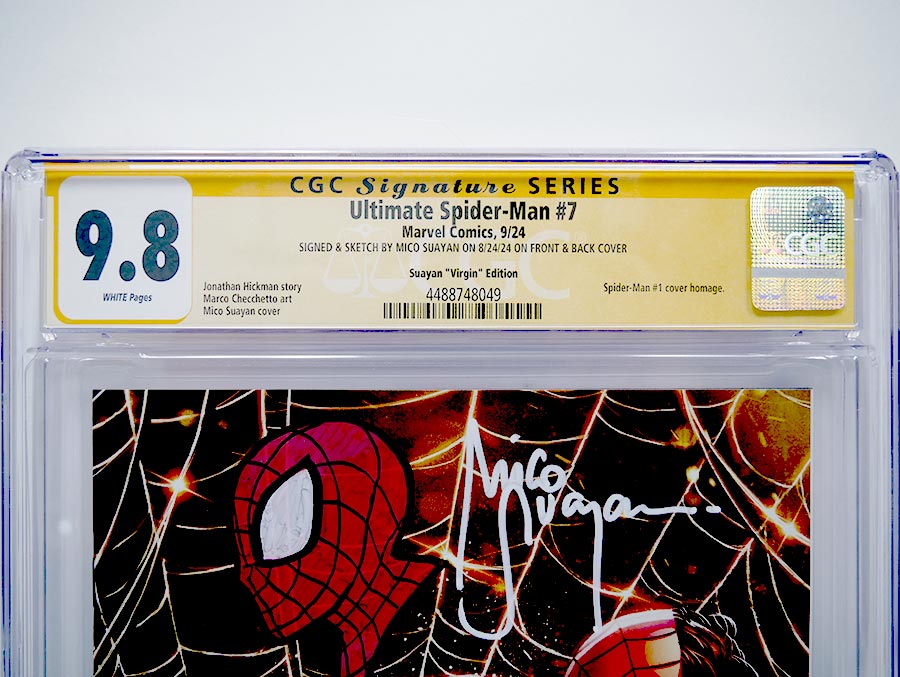 CGC Signature SERIES
Ultimate Spider-Man #7
Marvel Comics, 9/24
SIGNED & SKETCH BY MICO SUAYAN ON 8/24/24 ON FRONT & BACK COVER
Suayan "Virgin" Edition
4488748049
9.8
WHITE Pages
Jonathan Hickman story
Marco Checchetto art
Mico Suayan cover
Spider-Man #1 cover homage.
CGC
CGC
Mico
Suayan